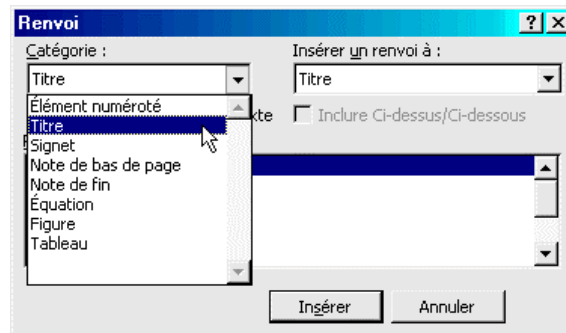 Renvoi
Catégorie : Insérer un renvoi à :
Titre Titre
Élément numéroté
Titre
Signet
Note de bas de page
Note de fin
Équation
Figure
Tableau
Inclure Ci-dessus/Ci-dessous
Insérer Annuler